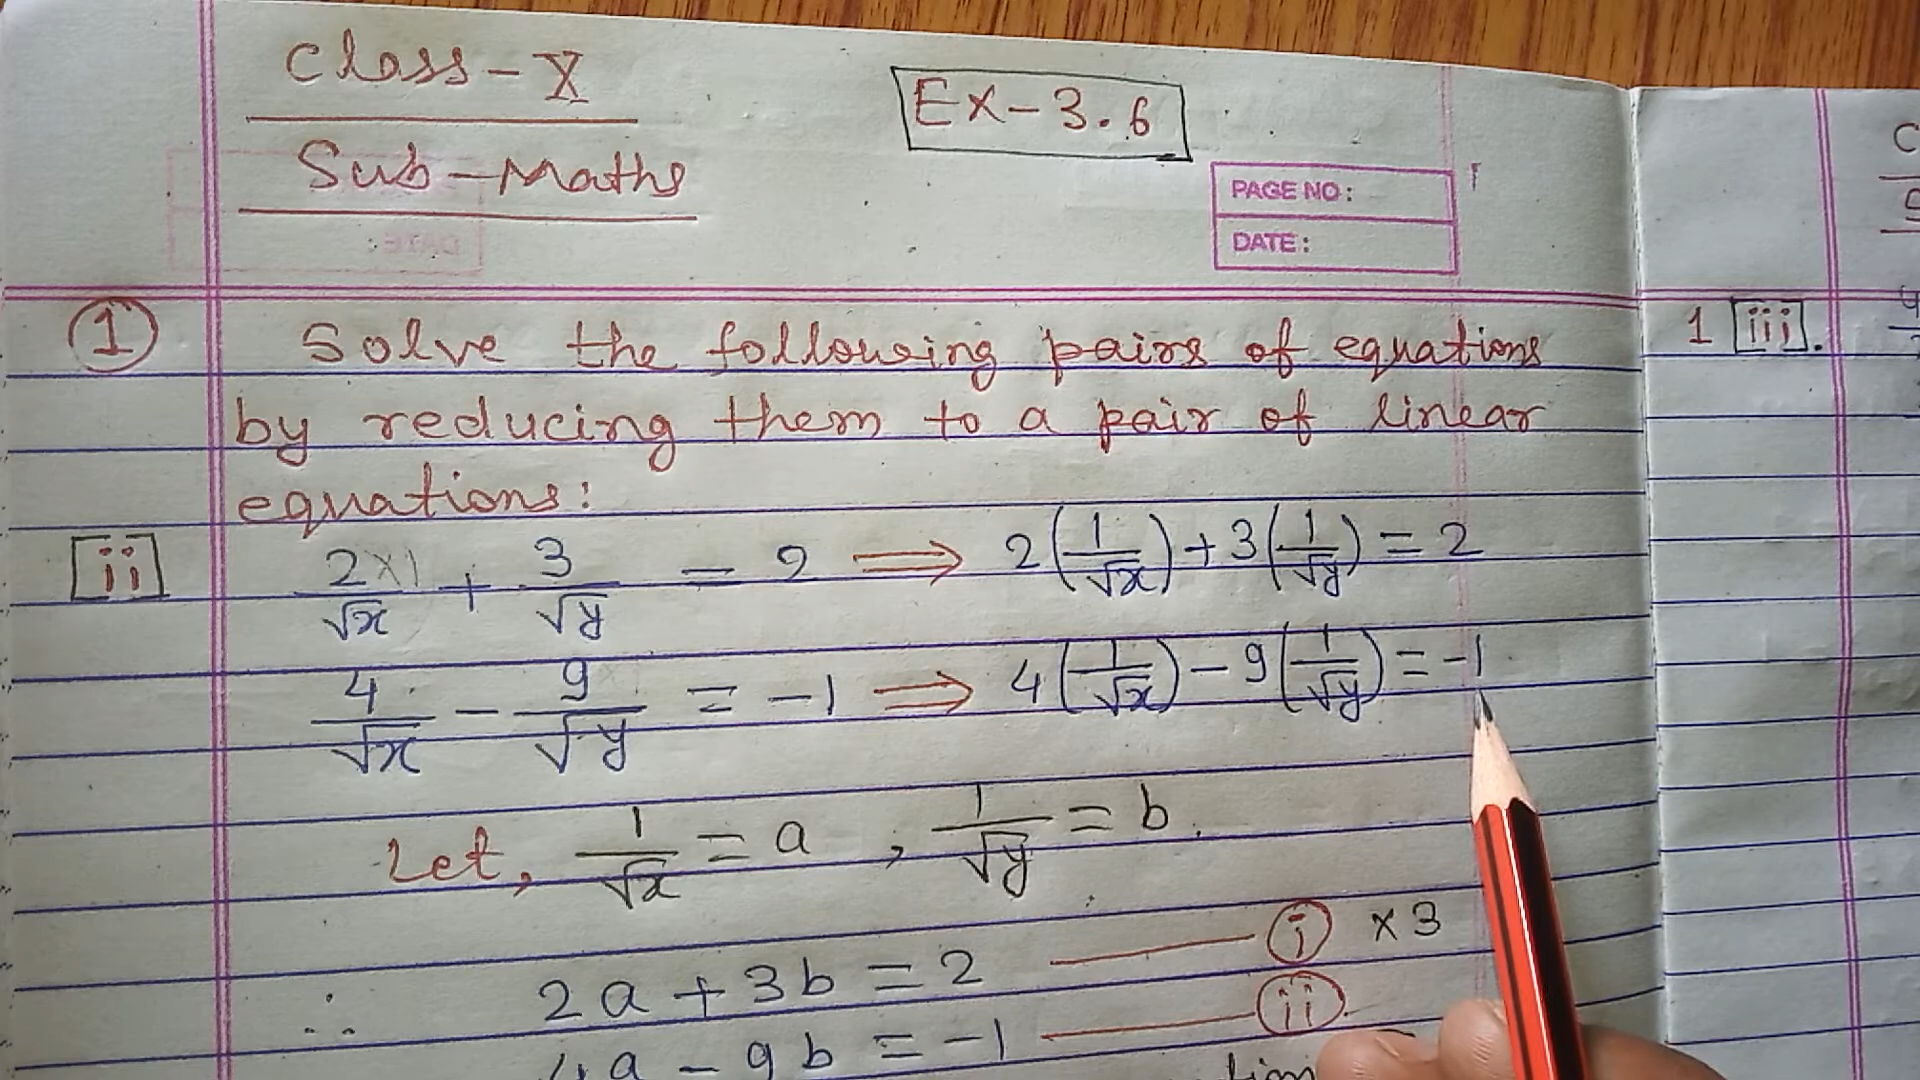 Class-X
Ex-3.6
Sub-Maths
PAGE NO:
DATE:
1 Solve the following pairs of equations
1 iii.
by reducing them to a pair of linear
equations:
ii 2×1/√x + 3/√y = 2 ⟹ 2(1/√x)+3(1/√y)=2
4/√x - 9/√y = -1 ⟹ 4(1/√x)-9(1/√y)=-1
Let, 1/√x = a, 1/√y = b.
∴ 2a+3b=2 — i ×3
4a-9b=-1 — ii